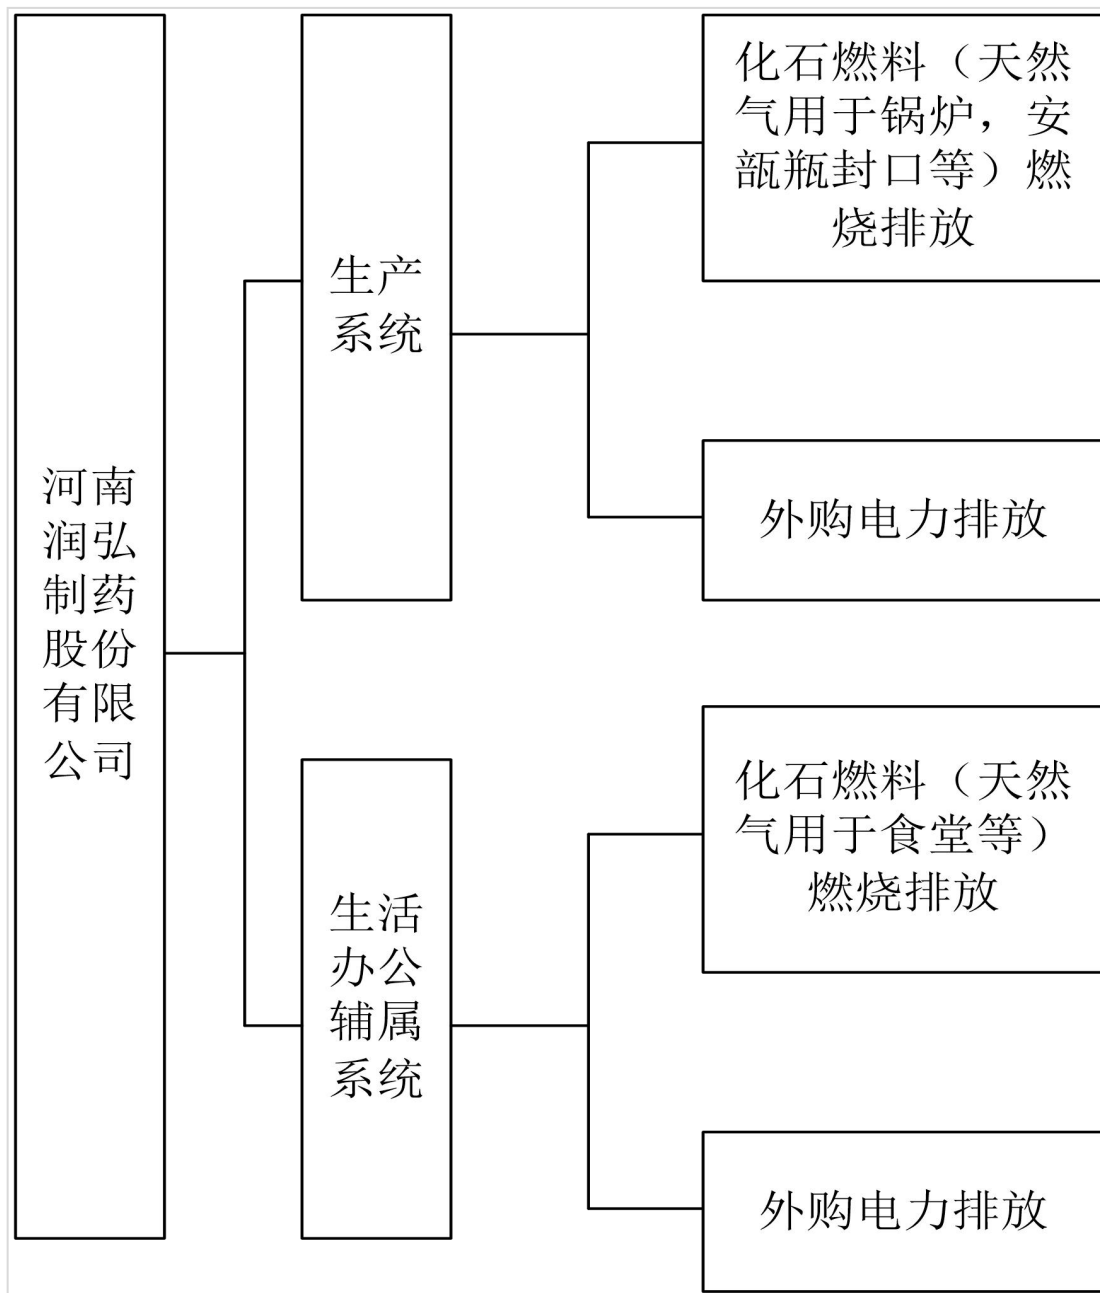 河南
润弘
制药
股份
有限
公司
生产
系统
化石燃料（天然
气用于锅炉，安
瓿瓶封口等）燃
烧排放
外购电力排放
生活
办公
辅属
系统
化石燃料（天然
气用于食堂等）
燃烧排放
外购电力排放